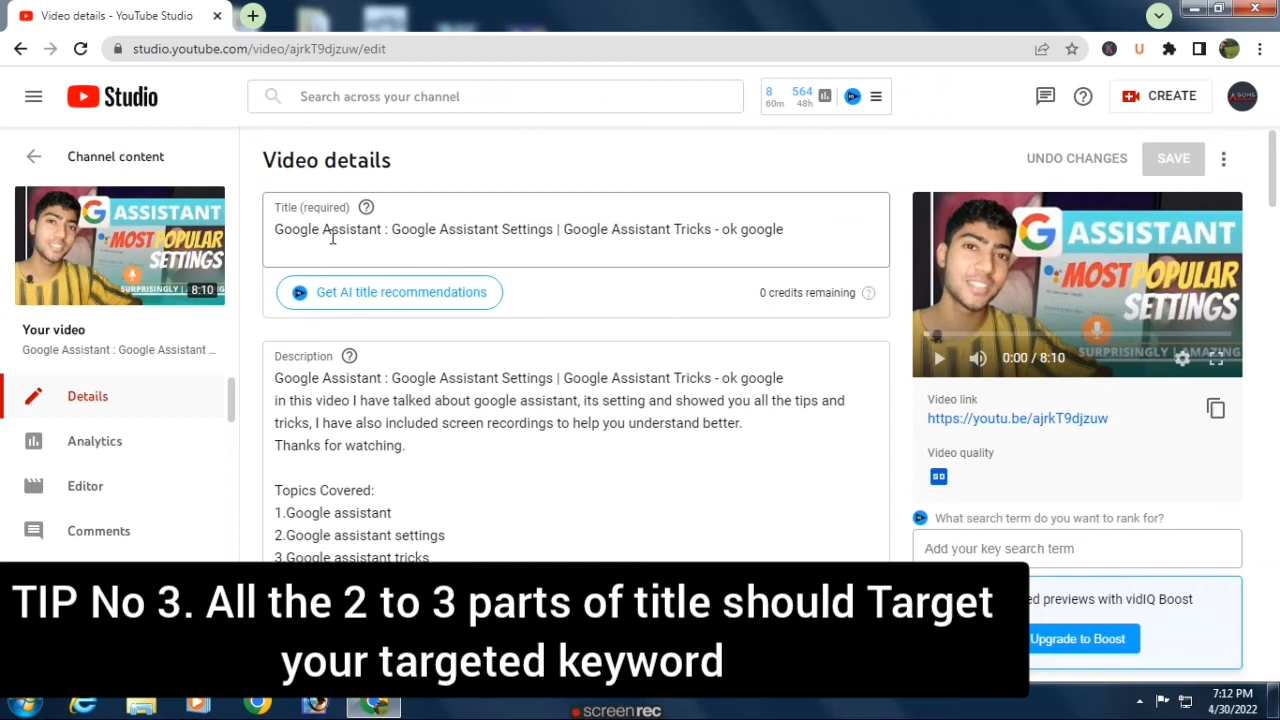 Video details - YouTube Studio
studio.youtube.com/video/ajrkT9djzuw/edit
Studio
Search across your channel
8 564
60m 48h
CREATE
Channel content
Video details
UNDO CHANGES
SAVE
G ASSISTANT
MOST POPULAR
SETTINGS
8:10
Your video
Google Assistant : Google Assistant ...
Details
Analytics
Editor
Comments
Title (required)
Google Assistant : Google Assistant Settings | Google Assistant Tricks - ok google
Get AI title recommendations
0 credits remaining
Description
Google Assistant : Google Assistant Settings | Google Assistant Tricks - ok google
in this video I have talked about google assistant, its setting and showed you all the tips and
tricks, I have also included screen recordings to help you understand better.
Thanks for watching.
Topics Covered:
1.Google assistant
2.Google assistant settings
3.Google assistant tricks
G ASSISTANT
MOST POPULAR
SETTINGS
SURPRISINGLY | AMAZING
0:00 / 8:10
Video link
https://youtu.be/ajrkT9djzuw
Video quality
SD
What search term do you want to rank for?
Add your key search term
ed previews with vidIQ Boost
Upgrade to Boost
TIP No 3. All the 2 to 3 parts of title should Target
your targeted keyword
screenrec
7:12 PM
4/30/2022